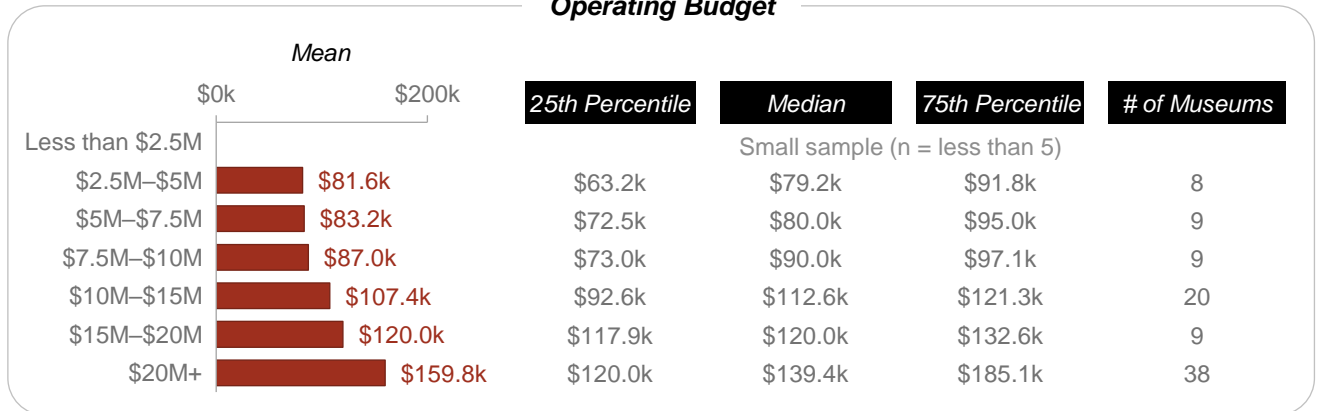 Operating Budget
Mean
$0k $200k 25th Percentile Median 75th Percentile # of Museums
Less than $2.5M Small sample (n = less than 5)
$2.5M–$5M $81.6k $63.2k $79.2k $91.8k 8
$5M–$7.5M $83.2k $72.5k $80.0k $95.0k 9
$7.5M–$10M $87.0k $73.0k $90.0k $97.1k 9
$10M–$15M $107.4k $92.6k $112.6k $121.3k 20
$15M–$20M $120.0k $117.9k $120.0k $132.6k 9
$20M+ $159.8k $120.0k $139.4k $185.1k 38